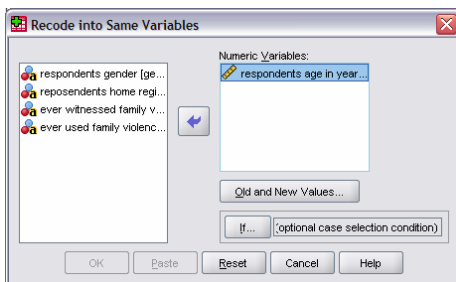 Recode into Same Variables
Numeric Variables:
respondents gender [ge...
reposendents home regi...
ever witnessed family v...
ever used family violenc...
respondents age in year...
Old and New Values...
If... (optional case selection condition)
OK Paste Reset Cancel Help